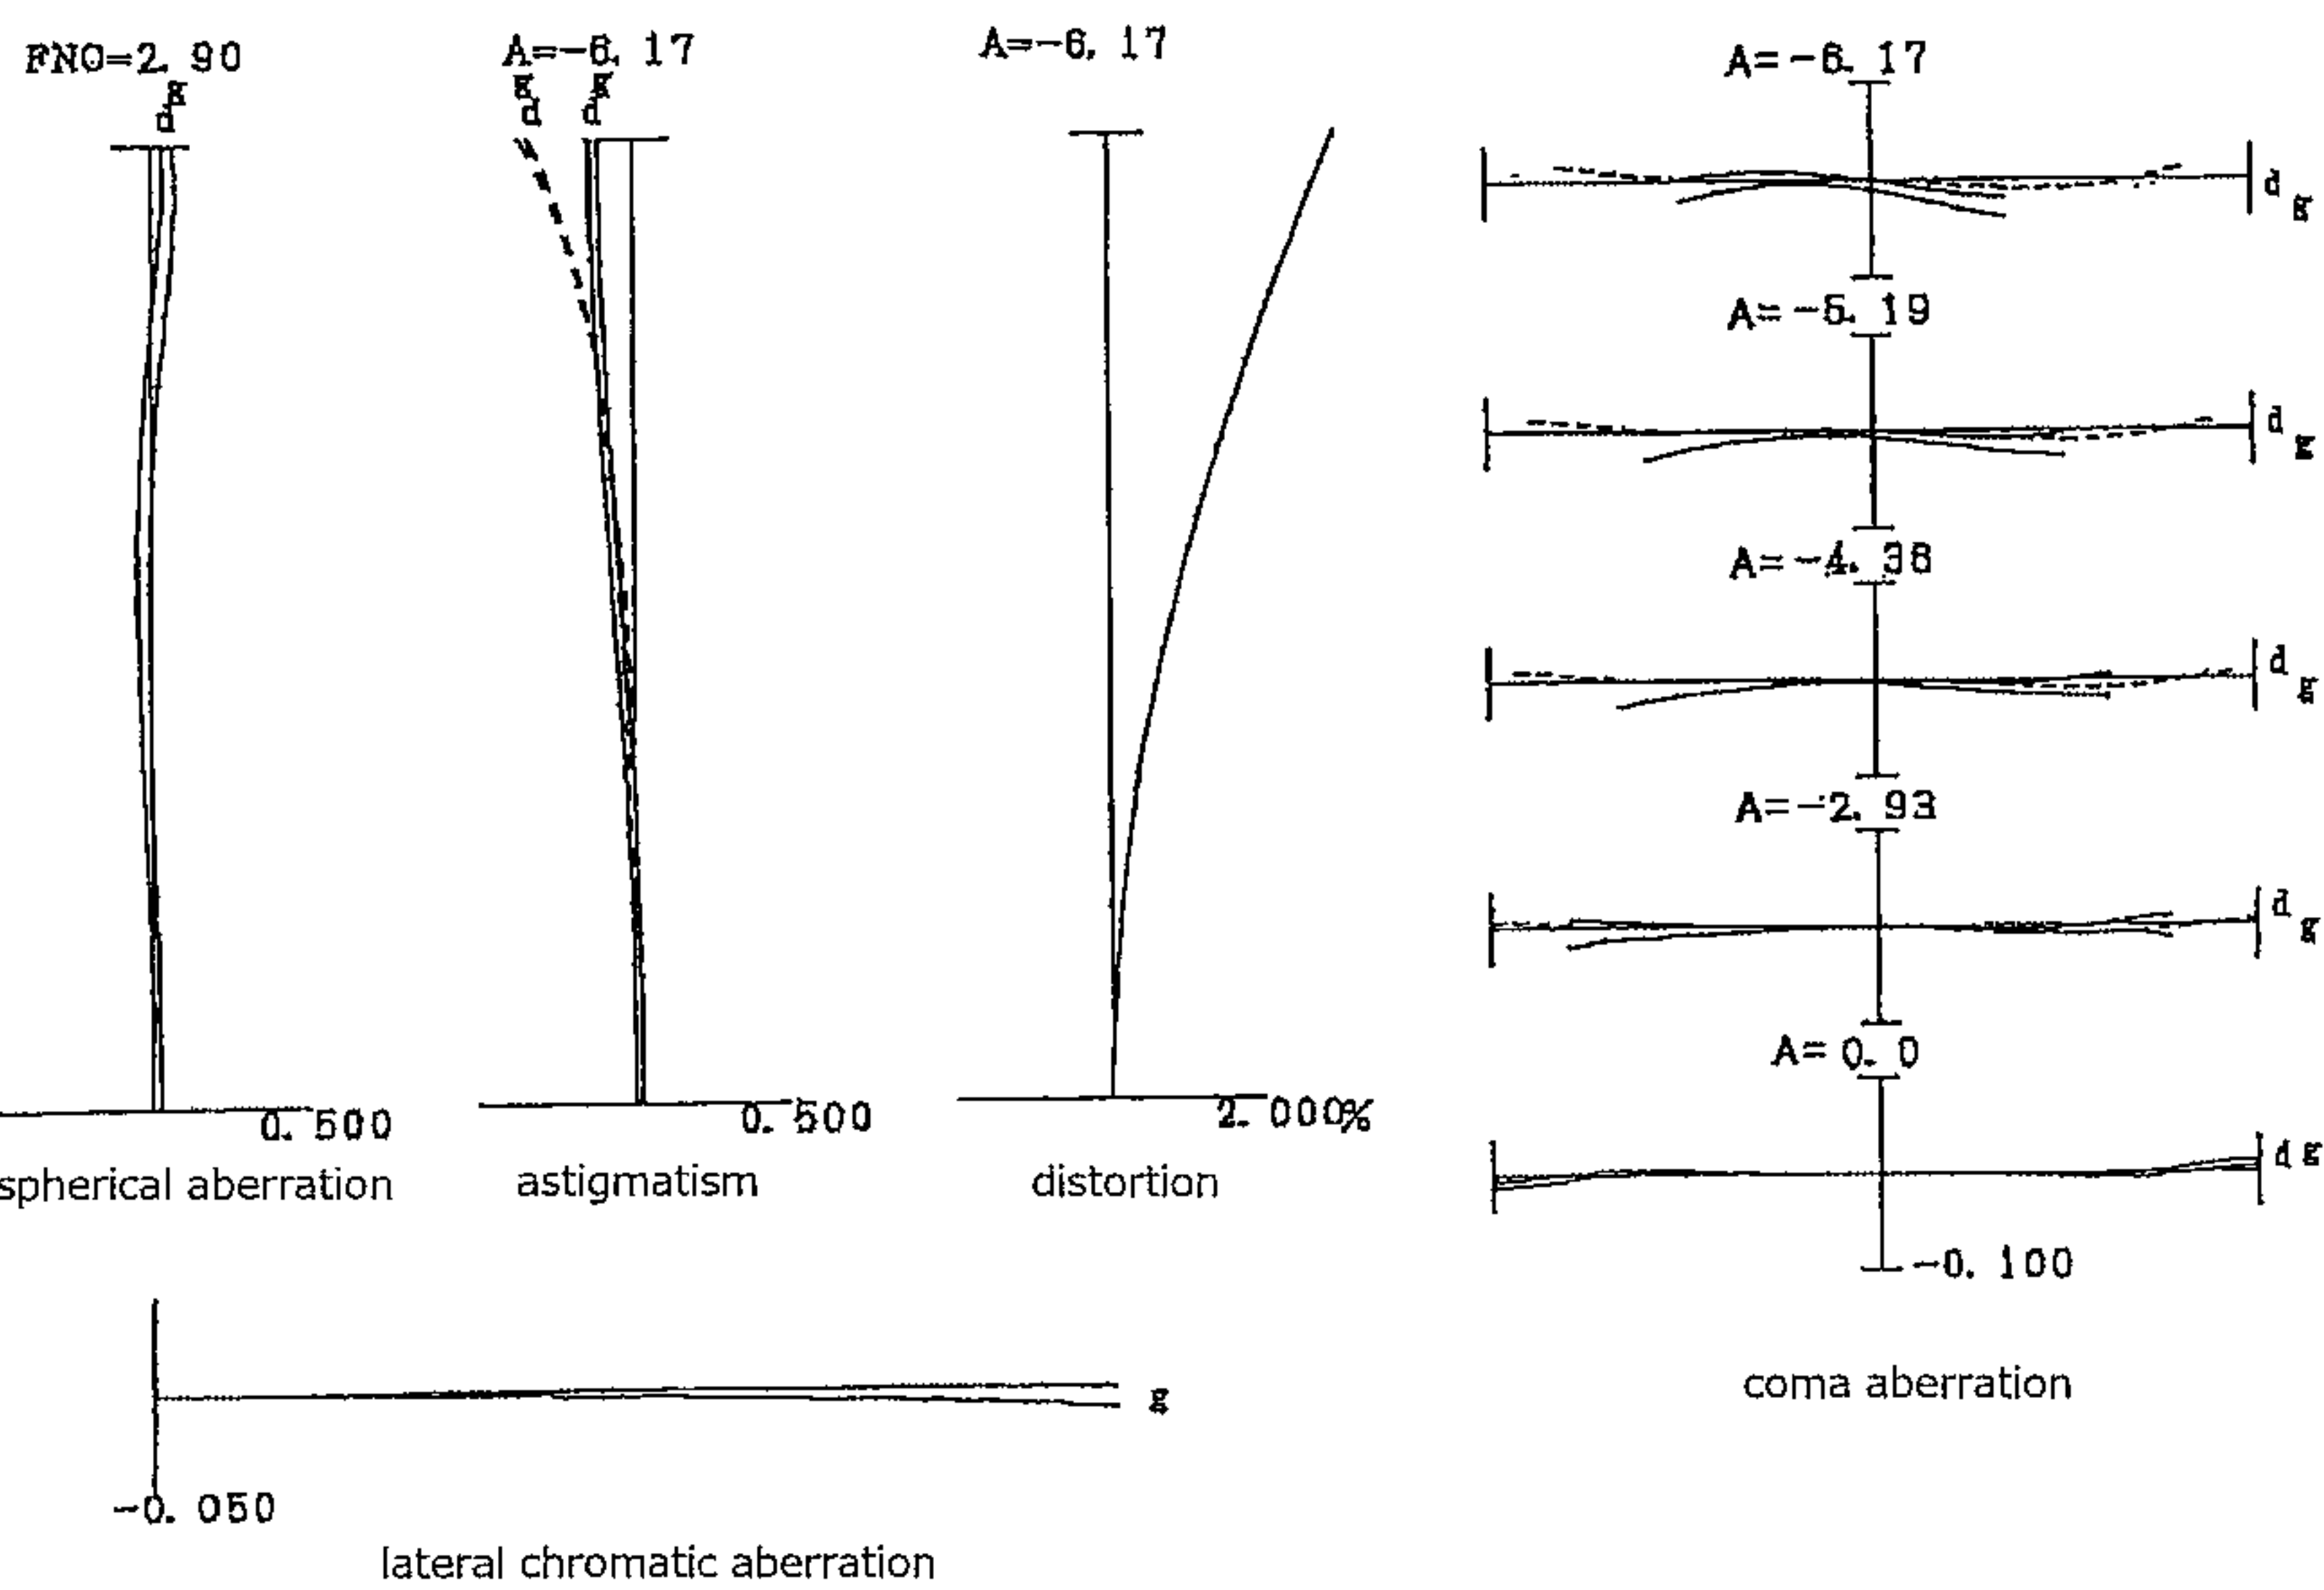 FNO=2. 90
g
d
0. 500
spherical aberration
A=-6. 17
g g
d d
0. 500
astigmatism
A=-6. 17
2. 000%
distortion
A=-6. 17
d
g
A=-5. 19
d
g
A=-4. 36
d
g
A=-2. 93
d
g
A= 0. 0
d g
-0. 100
coma aberration
g
-0. 050
lateral chromatic aberration